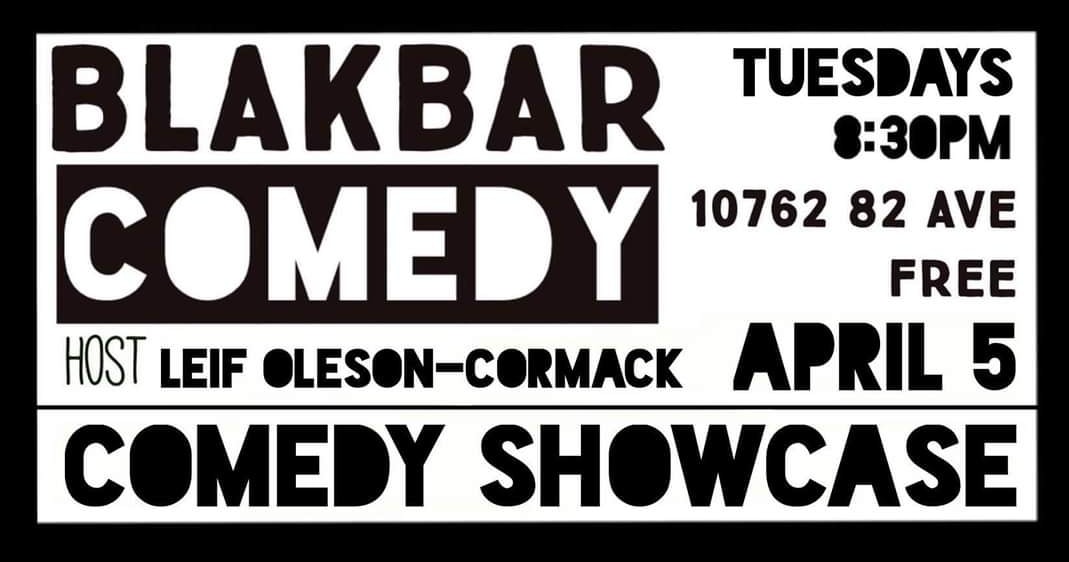 BLAKBAR
COMEDY
HOST LEIF OLESON-CORMACK
TUESDAYS
8:30PM
10762 82 AVE
FREE
APRIL 5
COMEDY SHOWCASE